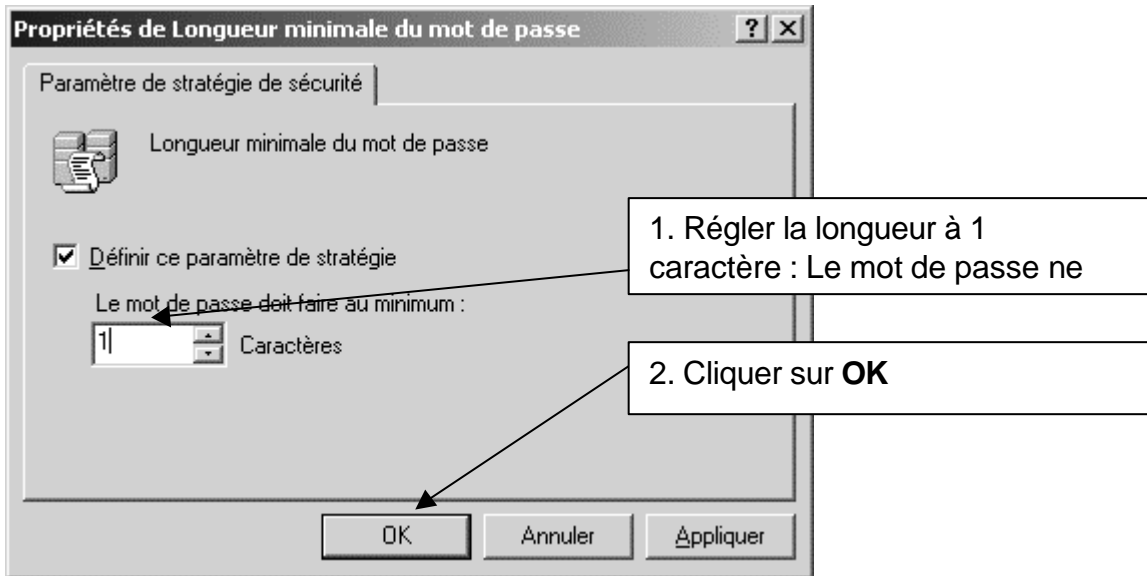 Propriétés de Longueur minimale du mot de passe
Paramètre de stratégie de sécurité
Longueur minimale du mot de passe
1. Régler la longueur à 1
caractère : Le mot de passe ne
Définir ce paramètre de stratégie
Le mot de passe doit faire au minimum :
1 Caractères
2. Cliquer sur OK
OK Annuler Appliquer